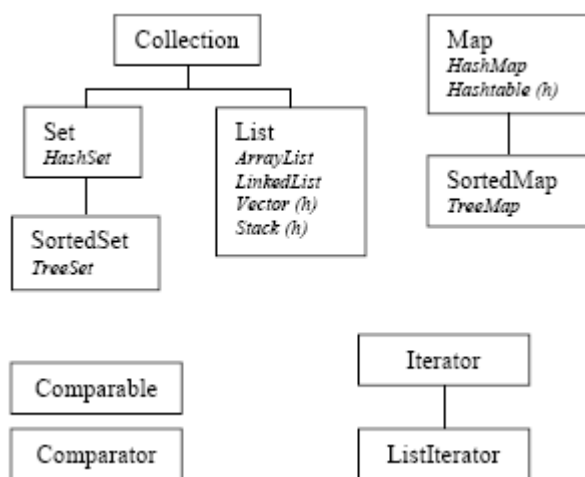 Collection
Set
HashSet
SortedSet
TreeSet
List
ArrayList
LinkedList
Vector (h)
Stack (h)
Map
HashMap
Hashtable (h)
SortedMap
TreeMap
Comparable
Comparator
Iterator
ListIterator